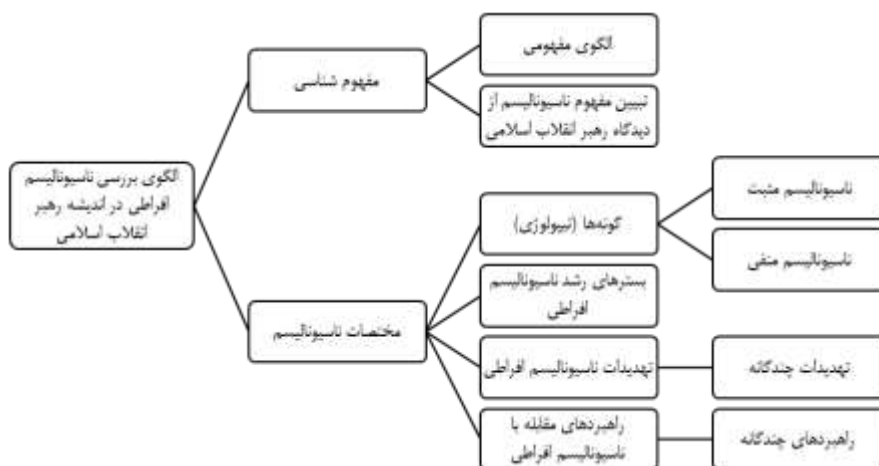 الگوی بررسی ناسیونالیسم
افراطی در اندیشه رهبر
انقلاب اسلامی
مفهوم شناسی
الگوی مفهومی
تبیین مفهوم ناسیونالیسم از
دیدگاه رهبر انقلاب اسلامی
مختصات ناسیونالیسم
گونه‌ها (تیپولوژی)
ناسیونالیسم مثبت
ناسیونالیسم منفی
بسترهای رشد ناسیونالیسم
افراطی
تهدیدات ناسیونالیسم افراطی
تهدیدات چندگانه
راهبردهای مقابله با
ناسیونالیسم افراطی
راهبردهای چندگانه